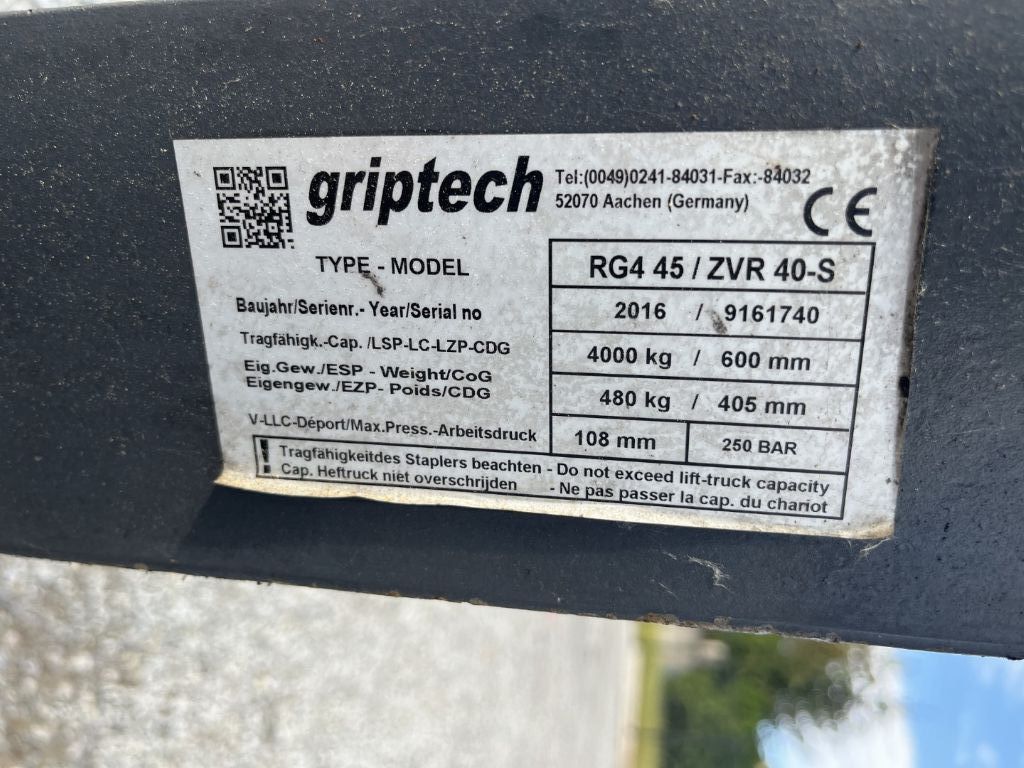 griptech
Tel:(0049)0241-84031-Fax:-84032
52070 Aachen (Germany)
CE
TYPE - MODEL RG4 45 / ZVR 40-S
Baujahr/Serienr.- Year/Serial no 2016 / 9161740
Tragfähigk.-Cap. /LSP-LC-LZP-CDG 4000 kg / 600 mm
Eig.Gew./ESP - Weight/CoG
Eigengew./EZP- Poids/CDG 480 kg / 405 mm
V-LLC-Déport/Max.Press.-Arbeitsdruck 108 mm 250 BAR
! Tragfähigkeitdes Staplers beachten - Do not exceed lift-truck capacity
Cap. Heftruck niet overschrijden - Ne pas passer la cap. du chariot